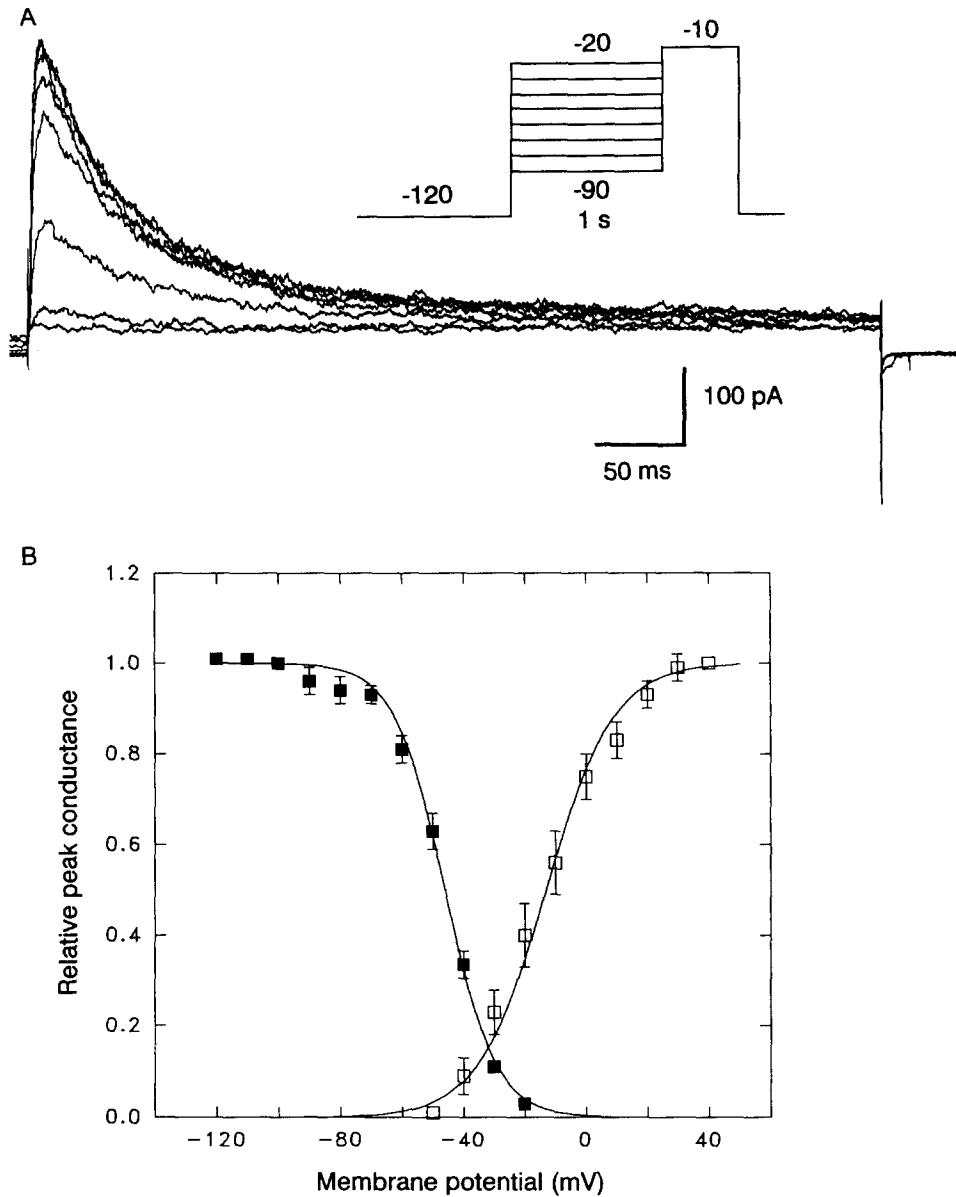 A
-20
-10
-120
-90
1 s
100 pA
50 ms
B
1.2
1.0
0.8
0.6
0.4
0.2
0.0
Relative peak conductance
-120 -80 -40 0 40
Membrane potential (mV)